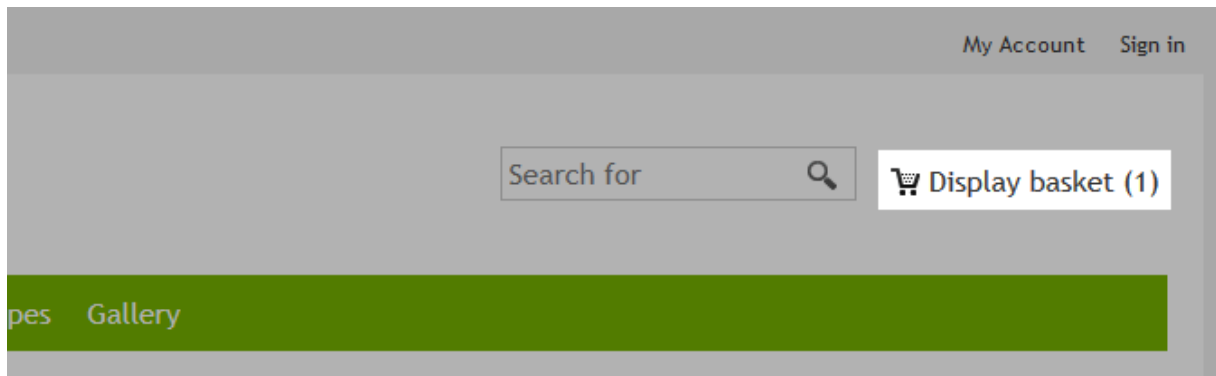 My Account Sign in
Search for
Display basket (1)
pes Gallery